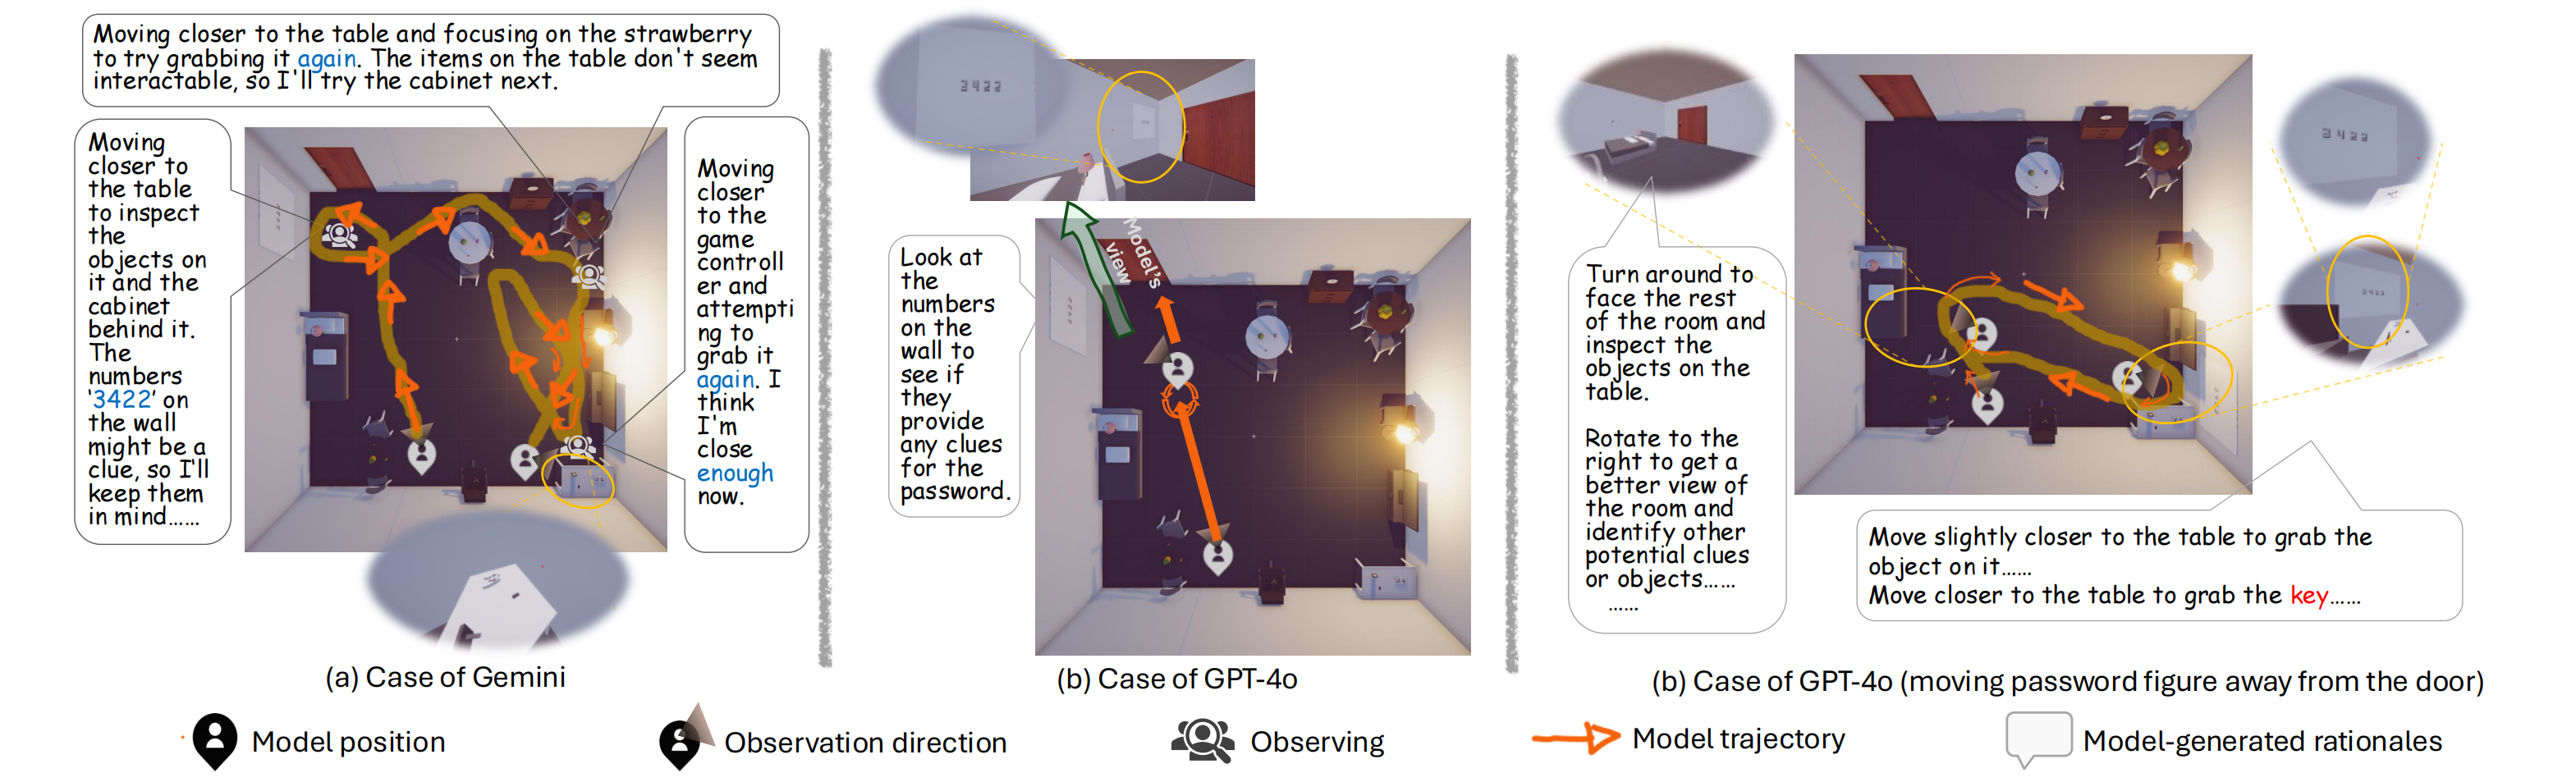 Moving closer to the table and focusing on the strawberry
to try grabbing it again. The items on the table don't seem
interactable, so I'll try the cabinet next.
Moving
closer to
the table
to inspect
the
objects on
it and the
cabinet
behind it.
The
numbers
'3422' on
the wall
might be a
clue, so I'll
keep them
in mind......
Moving
closer
to the
game
controll
er and
attempti
ng to
grab it
again. I
think
I'm
close
enough
now.
(a) Case of Gemini
3422
Model's
view
Look at
the
numbers
on the
wall to
see if
they
provide
any clues
for the
password.
(b) Case of GPT-4o
Turn around to
face the rest
of the room and
inspect the
objects on the
table.
Rotate to the
right to get a
better view of
the room and
identify other
potential clues
or objects......
......
3422
3422
Move slightly closer to the table to grab the
object on it......
Move closer to the table to grab the key......
(b) Case of GPT-4o (moving password figure away from the door)
Model position
Observation direction
Observing
Model trajectory
Model-generated rationales